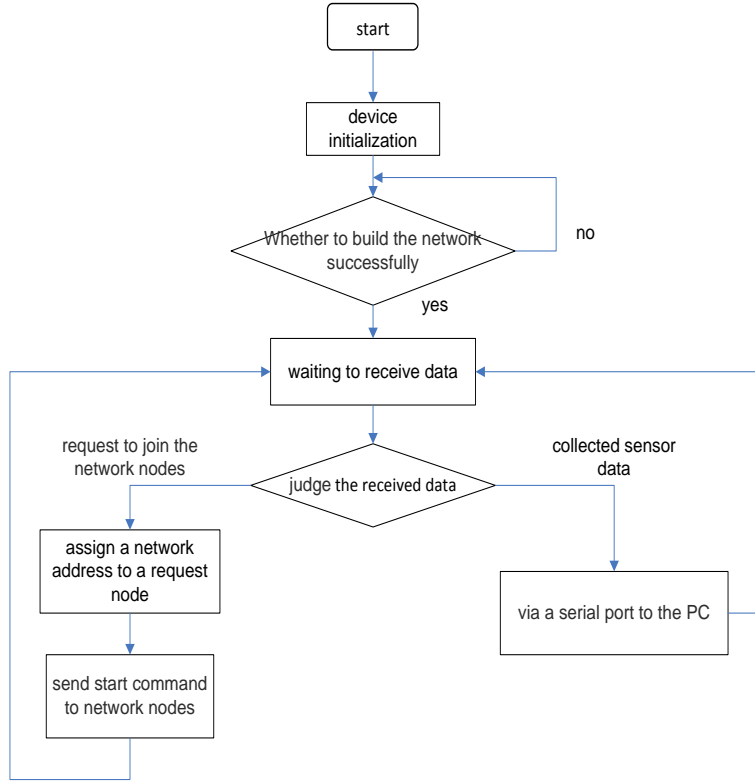 start
device
initialization
Whether to build the network
successfully
no
yes
waiting to receive data
request to join the
network nodes
collected sensor
data
judge the received data
assign a network
address to a request
node
via a serial port to the PC
send start command
to network nodes